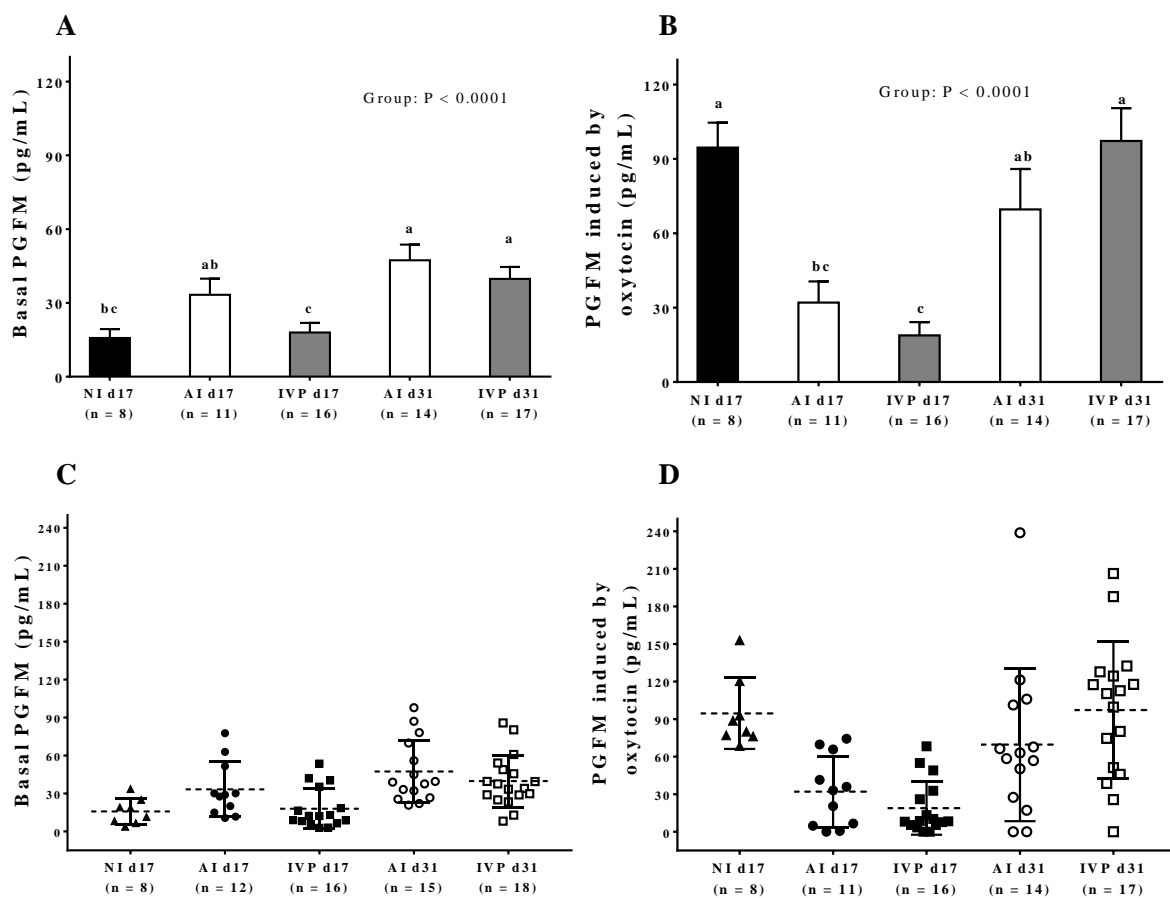 A
Basal PGFM (pg/mL)
120
90
60
30
0
Group: P < 0.0001
bc
ab
c
a
a
NI d17
(n = 8)
AI d17
(n = 11)
IVP d17
(n = 16)
AI d31
(n = 14)
IVP d31
(n = 17)
B
PGFM induced by
oxytocin (pg/mL)
120
90
60
30
0
Group: P < 0.0001
a
bc
c
ab
a
NI d17
(n = 8)
AI d17
(n = 11)
IVP d17
(n = 16)
AI d31
(n = 14)
IVP d31
(n = 17)
C
Basal PGFM (pg/mL)
240
210
180
150
120
90
60
30
0
NI d17
(n = 8)
AI d17
(n = 12)
IVP d17
(n = 16)
AI d31
(n = 15)
IVP d31
(n = 18)
D
PGFM induced by
oxytocin (pg/mL)
240
210
180
150
120
90
60
30
0
NI d17
(n = 8)
AI d17
(n = 11)
IVP d17
(n = 16)
AI d31
(n = 14)
IVP d31
(n = 17)